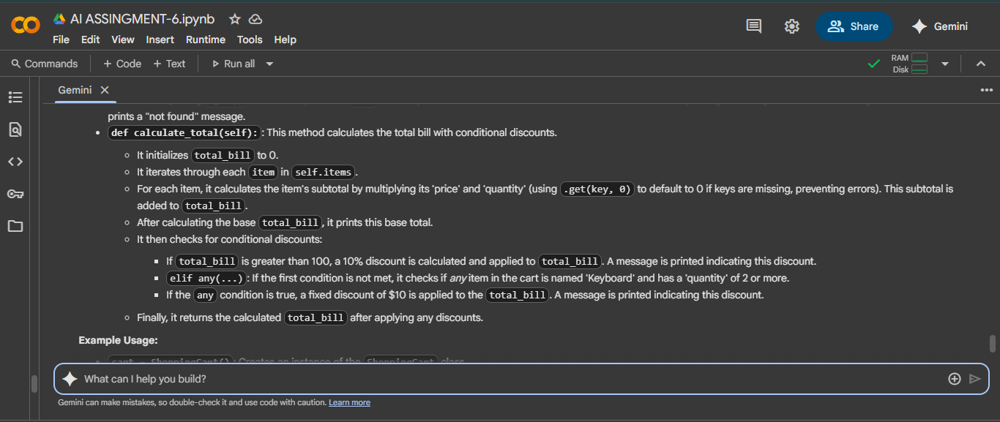 AI ASSINGMENT-6.ipynb
File Edit View Insert Runtime Tools Help
Share
Gemini
Commands + Code + Text Run all
RAM
Disk
Gemini
prints a "not found" message.
• def calculate_total(self): : This method calculates the total bill with conditional discounts.
It initializes total_bill to 0.
It iterates through each item in self.items .
For each item, it calculates the item's subtotal by multiplying its 'price' and 'quantity' (using .get(key, 0) to default to 0 if keys are missing, preventing errors). This subtotal is
added to total_bill .
After calculating the base total_bill , it prints this base total.
It then checks for conditional discounts:
If total_bill is greater than 100, a 10% discount is calculated and applied to total_bill . A message is printed indicating this discount.
elif any(...) : If the first condition is not met, it checks if any item in the cart is named 'Keyboard' and has a 'quantity' of 2 or more.
If the any condition is true, a fixed discount of $10 is applied to the total_bill . A message is printed indicating this discount.
Finally, it returns the calculated total_bill after applying any discounts.
Example Usage:
cart = ShoppingCart() : Creates an instance of the ShoppingCart class
What can I help you build?
Gemini can make mistakes, so double-check it and use code with caution. Learn more